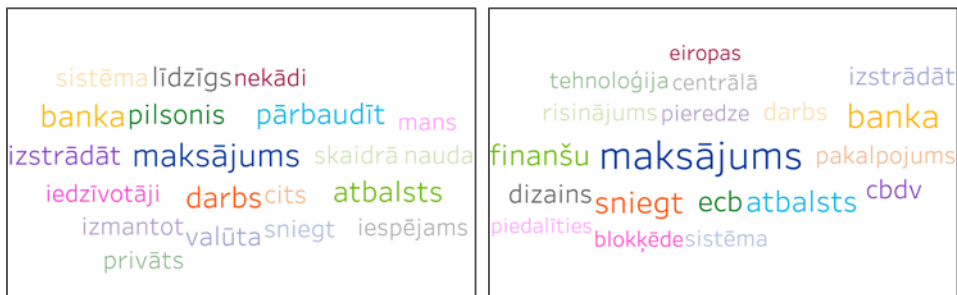 sistēma līdzīgs nekādi
banka pilsonis pārbaudīt mans
izstrādāt maksājums skaidrā nauda
iedzīvotāji darbs cits atbalsts
izmantot valūta sniegt iespējams
privāts
eiropas
tehnoloģija centrālā izstrādāt
risinājums pieredze darbs banka
finanšu maksājums pakalpojums
dizains sniegt ecb atbalsts cbdv
piedalīties blokķēde sistēma